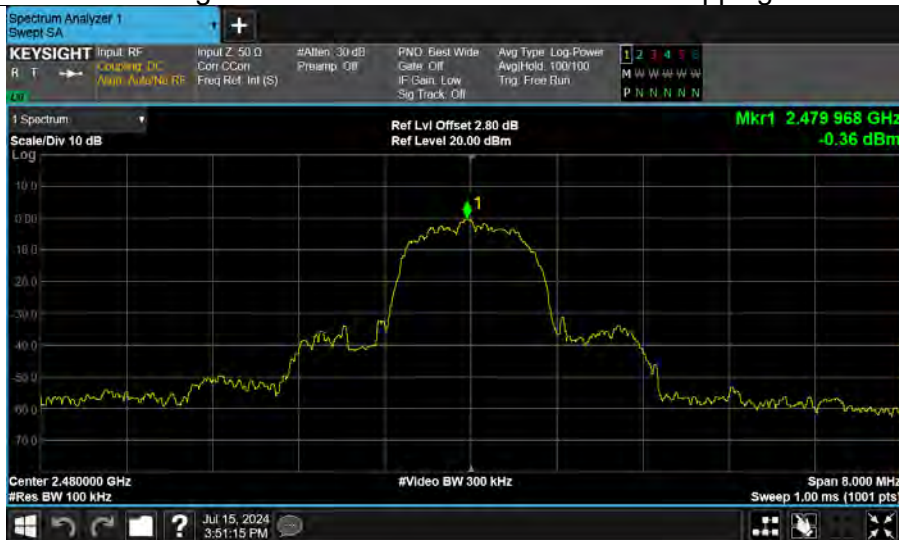 Spectrum Analyzer 1
Swept SA
+
KEYSIGHT Input: RF Input Z: 50 Ω #Atten: 30 dB PNO: Best Wide Avg Type: Log-Power 1 2 3 4 5 6
R T Coupling: DC Corr CCorr Preamp: Off Gate: Off Avg|Hold: 100/100 M W W W W W
Align: Auto/No RF Freq Ref: Int (S) IF Gain: Low Trig: Free Run
Sig Track: Off P N N N N N
1 Spectrum Ref Lvl Offset 2.80 dB Mkr1 2.479 968 GHz
Scale/Div 10 dB Ref Level 20.00 dBm -0.36 dBm
Log
10.0
1
0.00
-10.0
-20.0
-30.0
-40.0
-50.0
-60.0
-70.0
Center 2.480000 GHz #Video BW 300 kHz Span 8.000 MHz
#Res BW 100 kHz Sweep 1.00 ms (1001 pts)
? Jul 15, 2024
3:51:15 PM